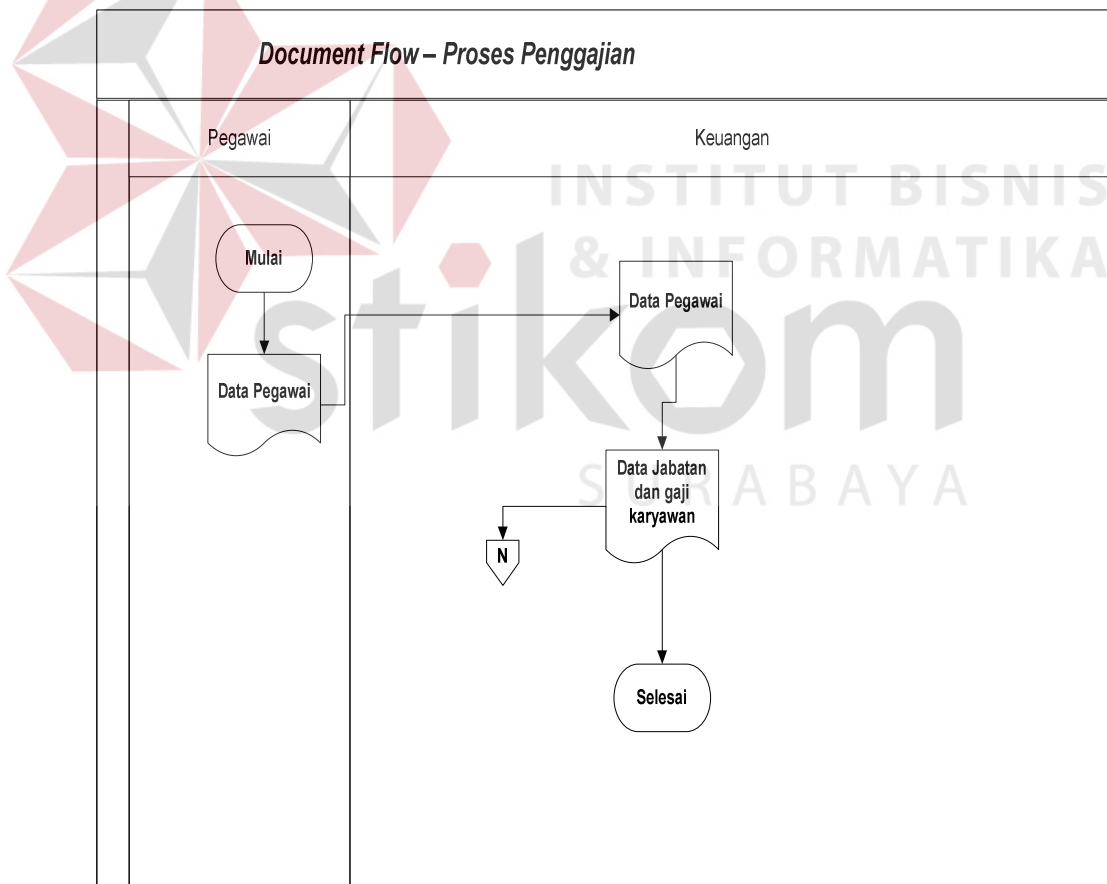 Document Flow – Proses Penggajian
Pegawai
Keuangan
INSTITUT BISNIS
& INFORMATIKA
stikom
SURABAYA
Mulai
Data Pegawai
Data Pegawai
Data Jabatan
dan gaji
karyawan
N
Selesai